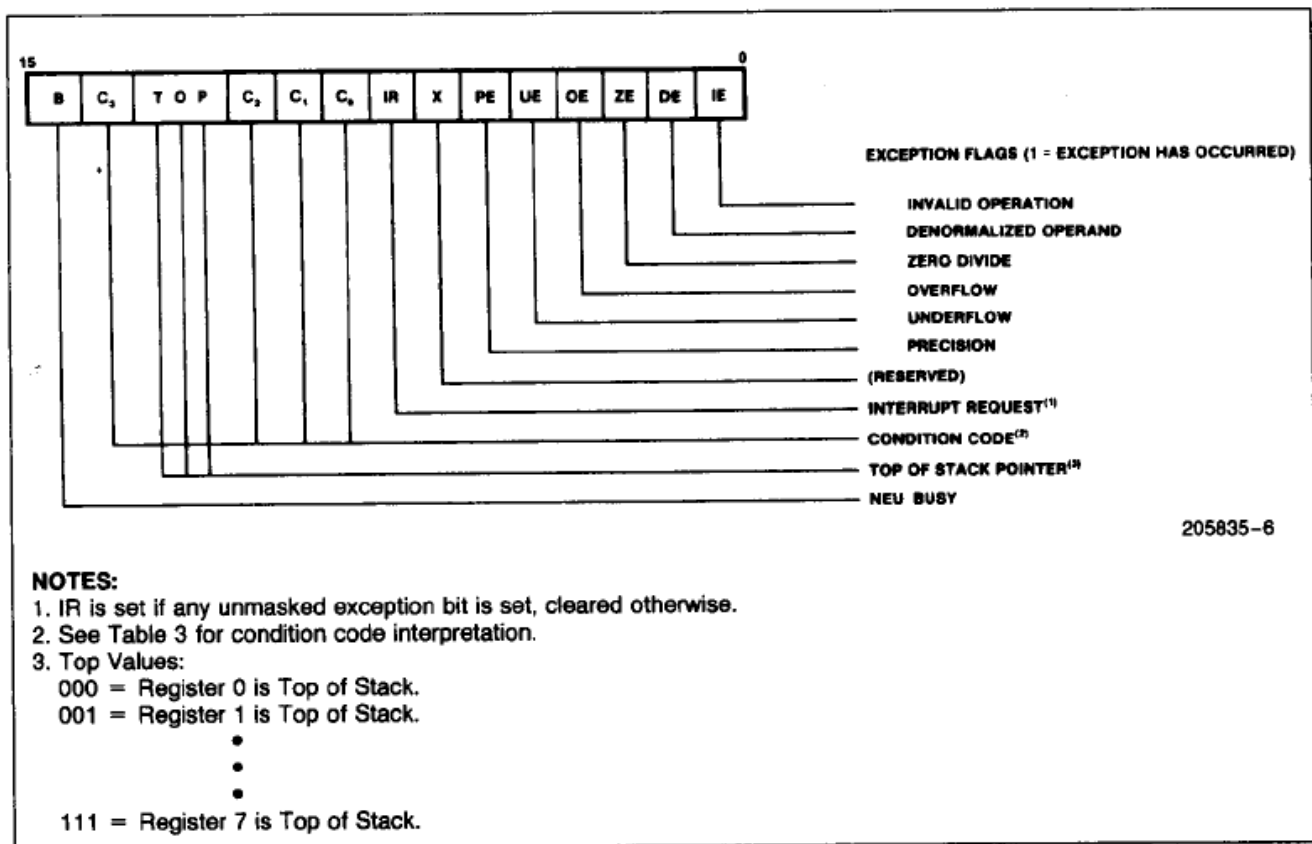 15 0
B C₃ T O P C₂ C₁ C₀ IR X PE UE OE ZE DE IE
EXCEPTION FLAGS (1 = EXCEPTION HAS OCCURRED)
INVALID OPERATION
DENORMALIZED OPERAND
ZERO DIVIDE
OVERFLOW
UNDERFLOW
PRECISION
(RESERVED)
INTERRUPT REQUEST(1)
CONDITION CODE(2)
TOP OF STACK POINTER(3)
NEU BUSY
205835-6
NOTES:
1. IR is set if any unmasked exception bit is set, cleared otherwise.
2. See Table 3 for condition code interpretation.
3. Top Values:
000 = Register 0 is Top of Stack.
001 = Register 1 is Top of Stack.
•
•
•
111 = Register 7 is Top of Stack.